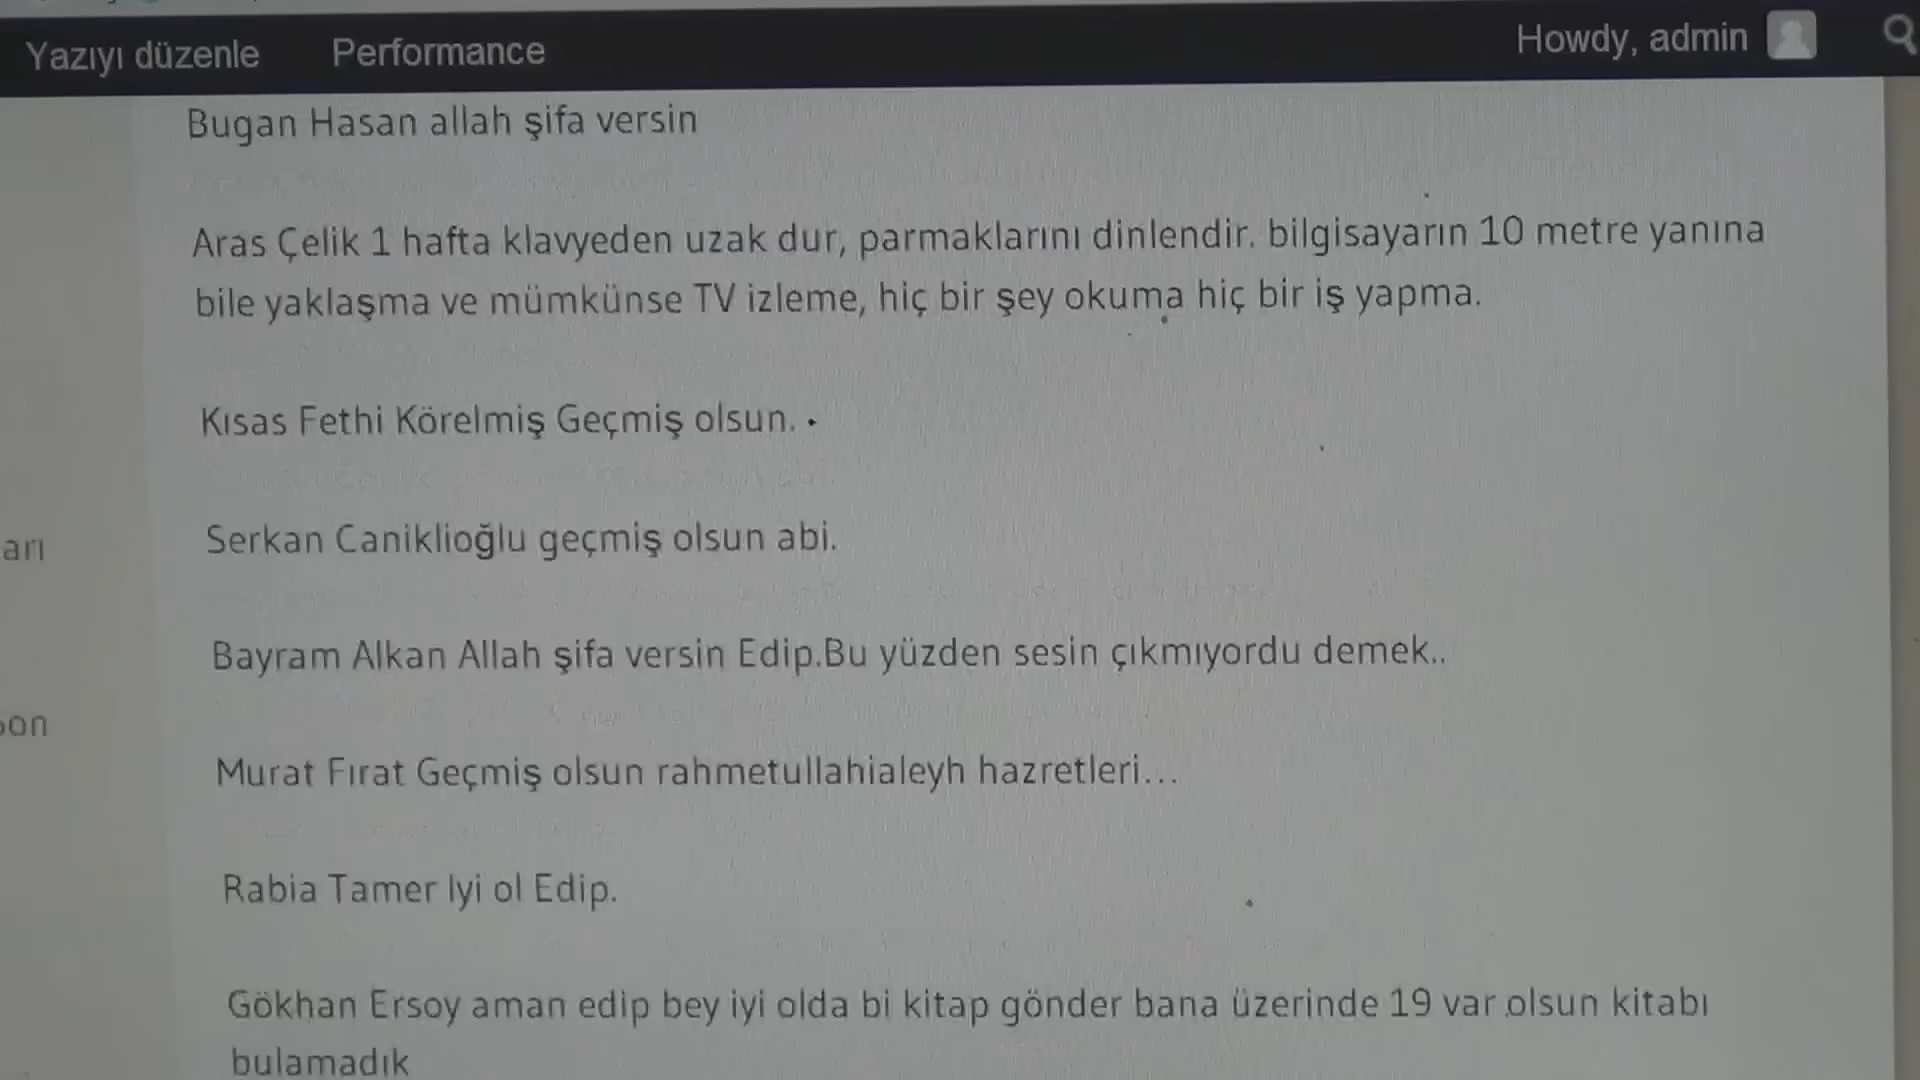 Yazıyı düzenle Performance Howdy, admin
Bugan Hasan allah şifa versin
Aras Çelik 1 hafta klavyeden uzak dur, parmaklarını dinlendir. bilgisayarın 10 metre yanına
bile yaklaşma ve mümkünse TV izleme, hiç bir şey okuma hiç bir iş yapma.
Kısas Fethi Körelmiş Geçmiş olsun.
Serkan Caniklioğlu geçmiş olsun abi.
arı
Bayram Alkan Allah şifa versin Edip.Bu yüzden sesin çıkmıyordu demek..
on
Murat Fırat Geçmiş olsun rahmetullahialeyh hazretleri...
Rabia Tamer Iyi ol Edip.
Gökhan Ersoy aman edip bey iyi olda bi kitap gönder bana üzerinde 19 var olsun kitabı
bulamadık